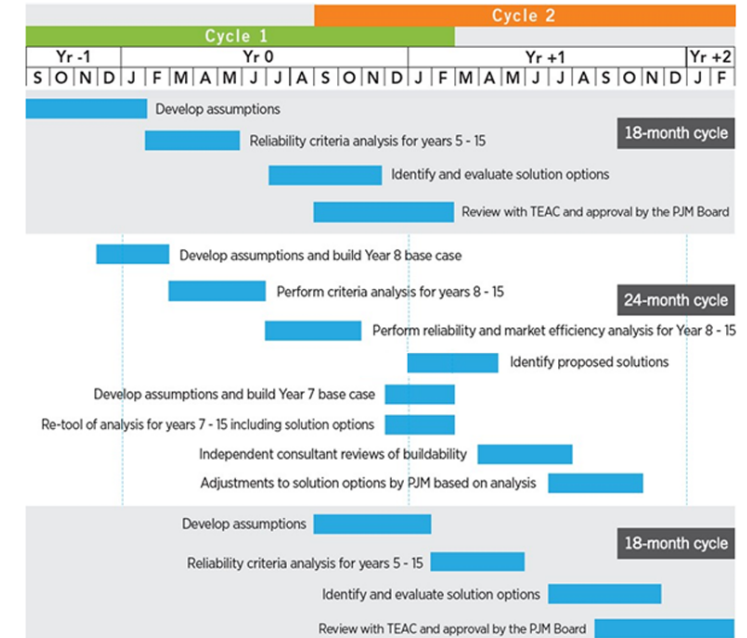 Cycle 2
Cycle 1
Yr -1 Yr 0 Yr +1 Yr +2
S O N D J F M A M J J A S O N D J F M A M J J A S O N D J F
Develop assumptions
18-month cycle
Reliability criteria analysis for years 5 - 15
Identify and evaluate solution options
Review with TEAC and approval by the PJM Board
Develop assumptions and build Year 8 base case
Perform criteria analysis for years 8 - 15
24-month cycle
Perform reliability and market efficiency analysis for Year 8 - 15
Identify proposed solutions
Develop assumptions and build Year 7 base case
Re-tool of analysis for years 7 - 15 including solution options
Independent consultant reviews of buildability
Adjustments to solution options by PJM based on analysis
Develop assumptions
18-month cycle
Reliability criteria analysis for years 5 - 15
Identify and evaluate solution options
Review with TEAC and approval by the PJM Board